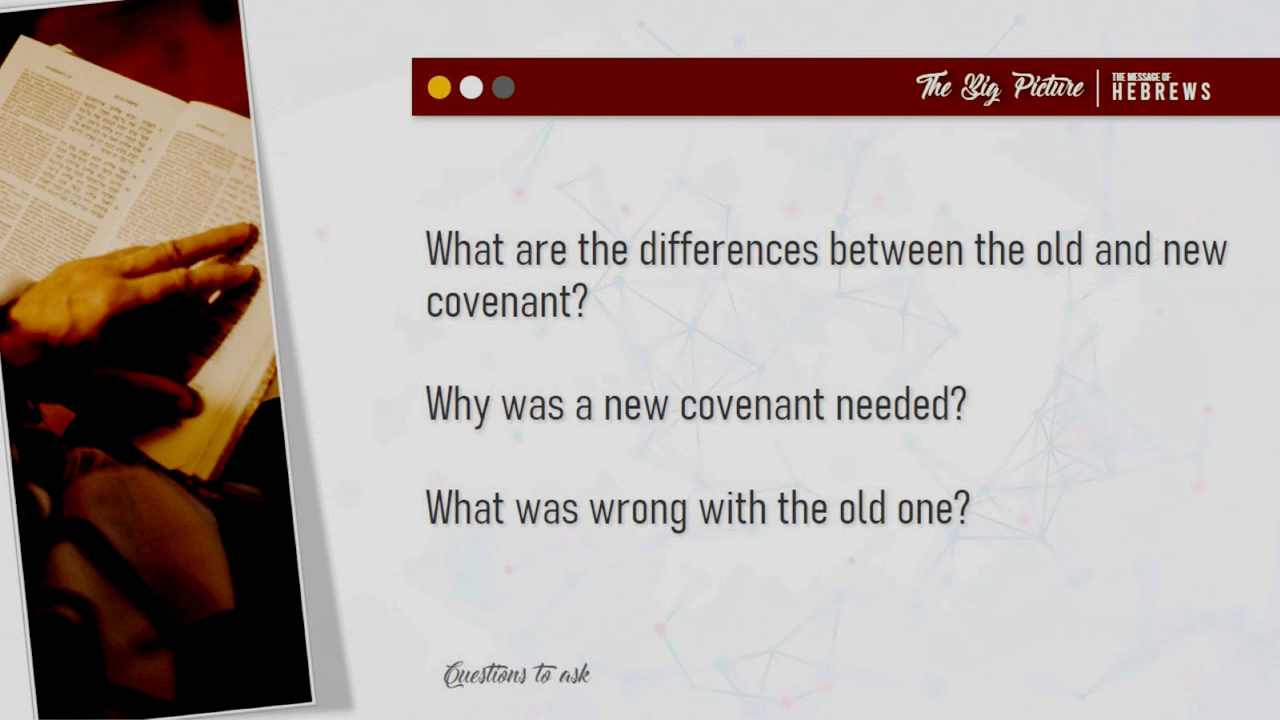 The Big Picture
THE MESSAGE OF
HEBREWS
What are the differences between the old and new
covenant?
Why was a new covenant needed?
What was wrong with the old one?
Questions to ask